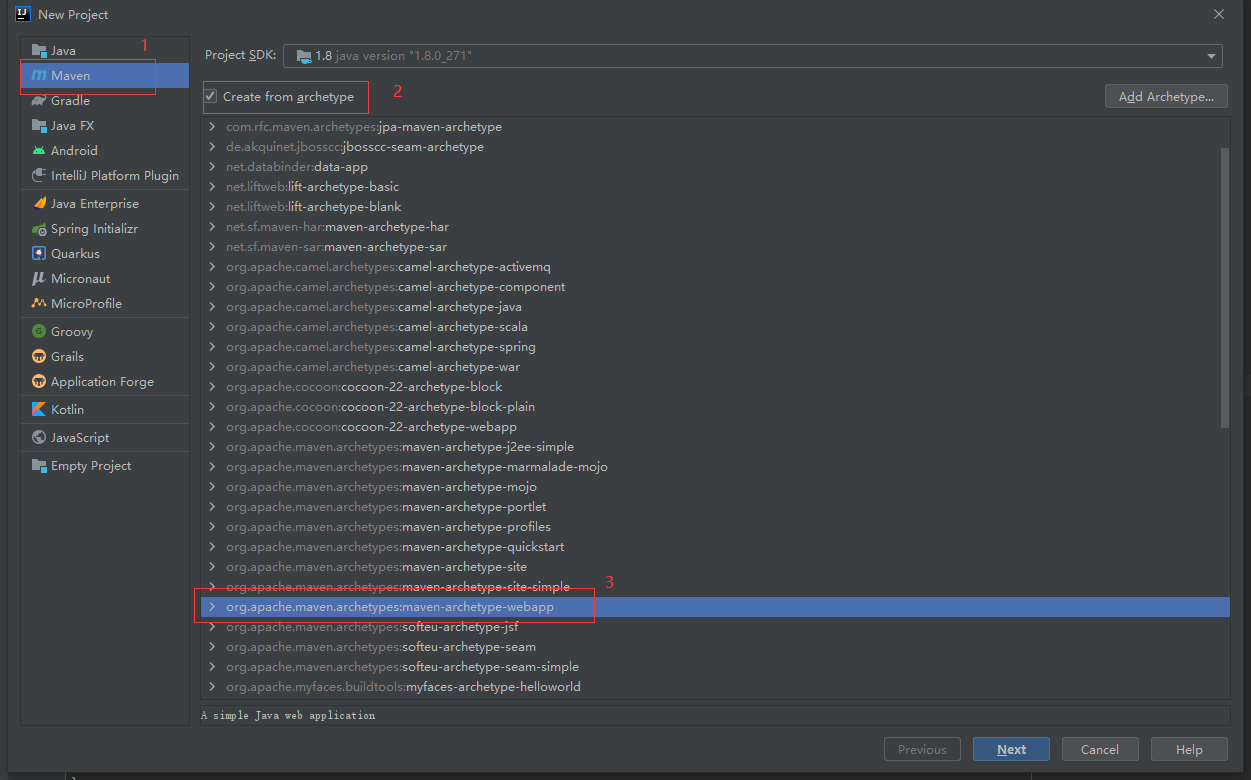 New Project
Java
1
Maven
Gradle
Java FX
Android
IntelliJ Platform Plugin
Java Enterprise
Spring Initializr
Quarkus
Micronaut
MicroProfile
Groovy
Grails
Application Forge
Kotlin
JavaScript
Empty Project
Project SDK: 1.8 java version "1.8.0_271"
Create from archetype 2
Add Archetype...
com.rfc.maven.archetypes:jpa-maven-archetype
de.akquinet.jbosscc:jbosscc-seam-archetype
net.databinder:data-app
net.liftweb:lift-archetype-basic
net.liftweb:lift-archetype-blank
net.sf.maven-har:maven-archetype-har
net.sf.maven-sar:maven-archetype-sar
org.apache.camel.archetypes:camel-archetype-activemq
org.apache.camel.archetypes:camel-archetype-component
org.apache.camel.archetypes:camel-archetype-java
org.apache.camel.archetypes:camel-archetype-scala
org.apache.camel.archetypes:camel-archetype-spring
org.apache.camel.archetypes:camel-archetype-war
org.apache.cocoon:cocoon-22-archetype-block
org.apache.cocoon:cocoon-22-archetype-block-plain
org.apache.cocoon:cocoon-22-archetype-webapp
org.apache.maven.archetypes:maven-archetype-j2ee-simple
org.apache.maven.archetypes:maven-archetype-marmalade-mojo
org.apache.maven.archetypes:maven-archetype-mojo
org.apache.maven.archetypes:maven-archetype-portlet
org.apache.maven.archetypes:maven-archetype-profiles
org.apache.maven.archetypes:maven-archetype-quickstart
org.apache.maven.archetypes:maven-archetype-site
org.apache.maven.archetypes:maven-archetype-site-simple
3
org.apache.maven.archetypes:maven-archetype-webapp
org.apache.maven.archetypes:softeu-archetype-jsf
org.apache.maven.archetypes:softeu-archetype-seam
org.apache.maven.archetypes:softeu-archetype-seam-simple
org.apache.myfaces.buildtools:myfaces-archetype-helloworld
A simple Java web application
Previous
Next
Cancel
Help